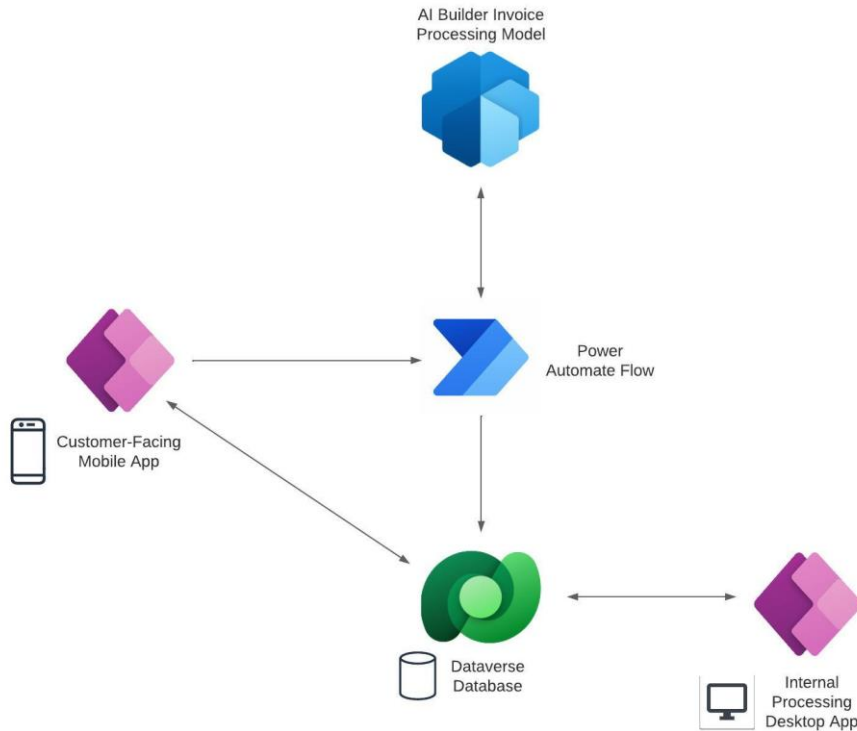 AI Builder Invoice
Processing Model
Power
Automate Flow
Customer-Facing
Mobile App
Dataverse
Database
Internal
Processing
Desktop App